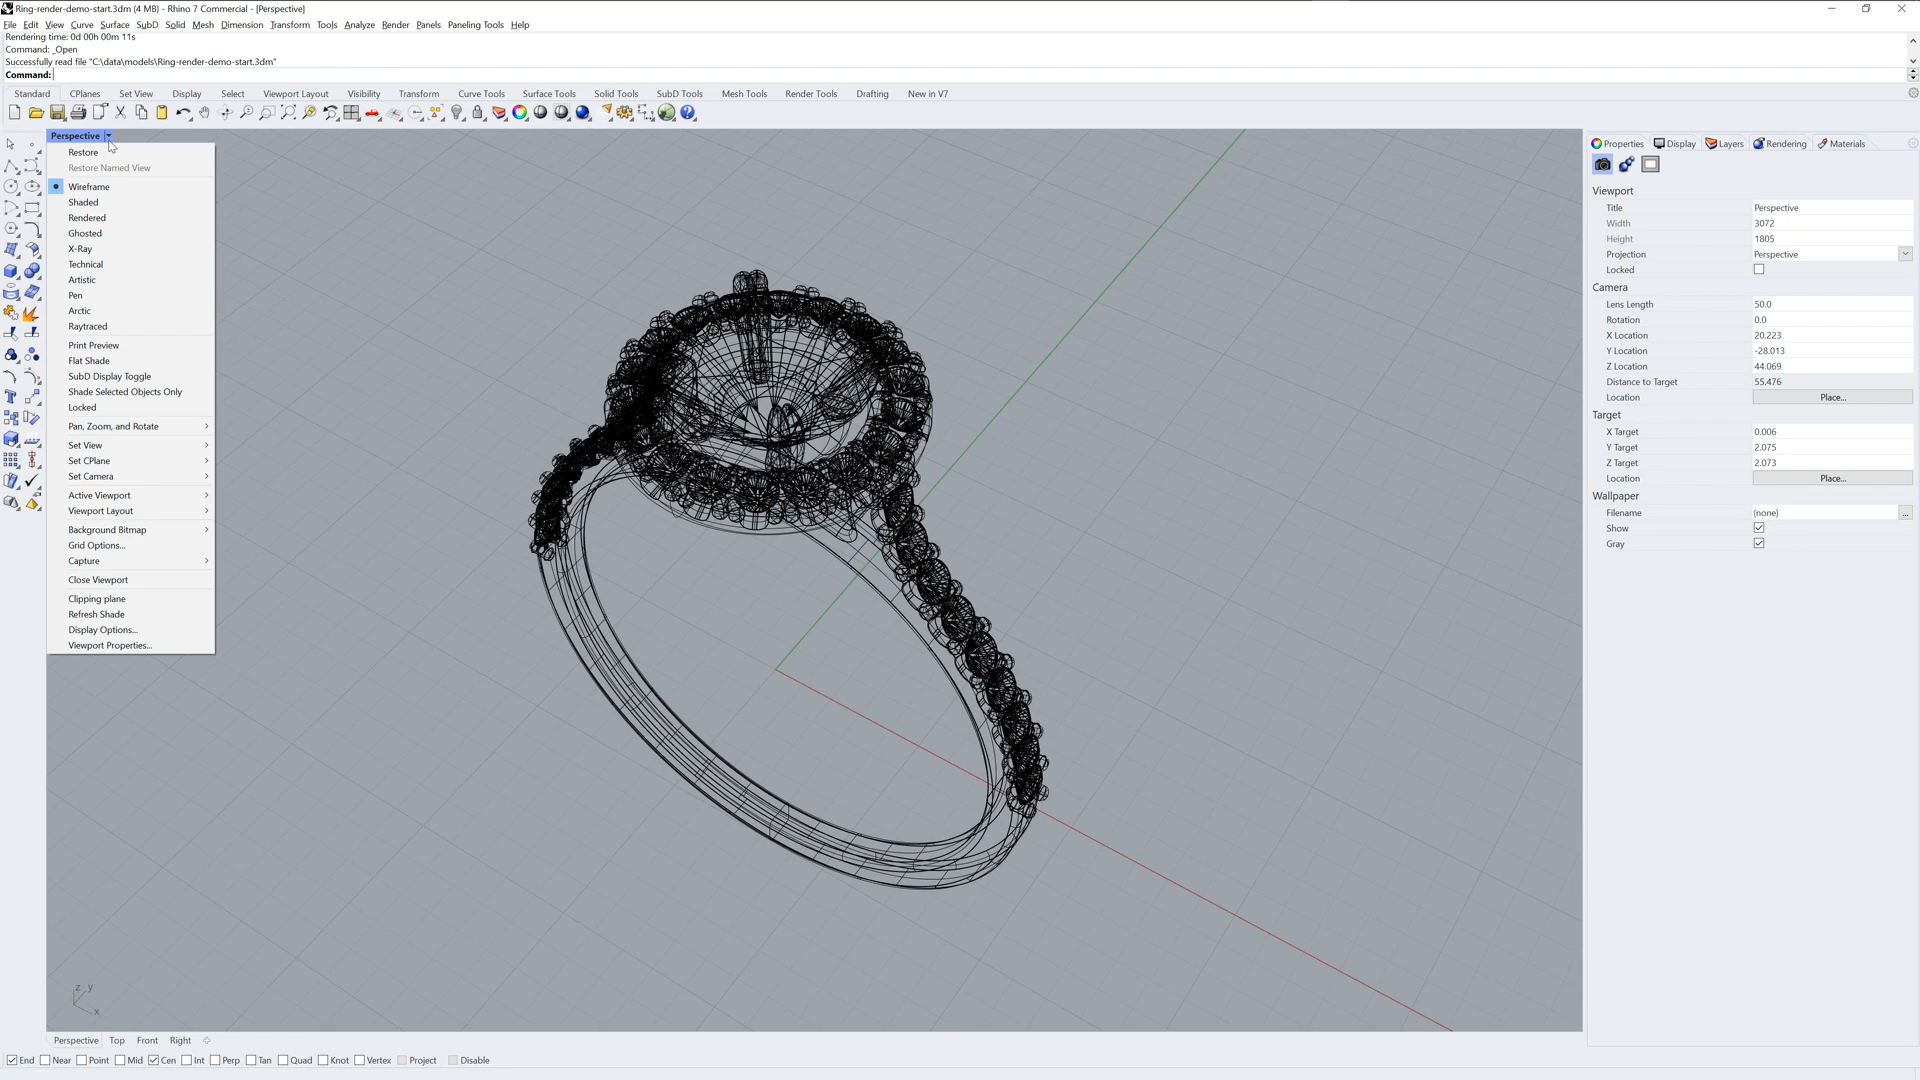 Ring-render-demo-start.3dm (4 MB) - Rhino 7 Commercial - [Perspective]
File Edit View Curve Surface SubD Solid Mesh Dimension Transform Tools Analyze Render Panels Paneling Tools Help
Rendering time: 0d 00h 00m 11s
Command: _Open
Successfully read file "C:\data\models\Ring-render-demo-start.3dm"
Command:
Standard CPlanes Set View Display Select Viewport Layout Visibility Transform Curve Tools Surface Tools Solid Tools SubD Tools Mesh Tools Render Tools Drafting New in V7
Perspective
Restore
Restore Named View
Wireframe
Shaded
Rendered
Ghosted
X-Ray
Technical
Artistic
Pen
Arctic
Raytraced
Print Preview
Flat Shade
SubD Display Toggle
Shade Selected Objects Only
Locked
Pan, Zoom, and Rotate
Set View
Set CPlane
Set Camera
Active Viewport
Viewport Layout
Background Bitmap
Grid Options...
Capture
Close Viewport
Clipping plane
Refresh Shade
Display Options...
Viewport Properties...
z y
x
Properties Display Layers Rendering Materials
Viewport
Title Perspective
Width 3072
Height 1805
Projection Perspective
Locked
Camera
Lens Length 50.0
Rotation 0.0
X Location 20.223
Y Location -28.013
Z Location 44.069
Distance to Target 55.476
Location Place...
Target
X Target 0.006
Y Target 2.075
Z Target 2.073
Location Place...
Wallpaper
Filename (none) ...
Show
Gray
Perspective Top Front Right
End Near Point Mid Cen Int Perp Tan Quad Knot Vertex Project Disable